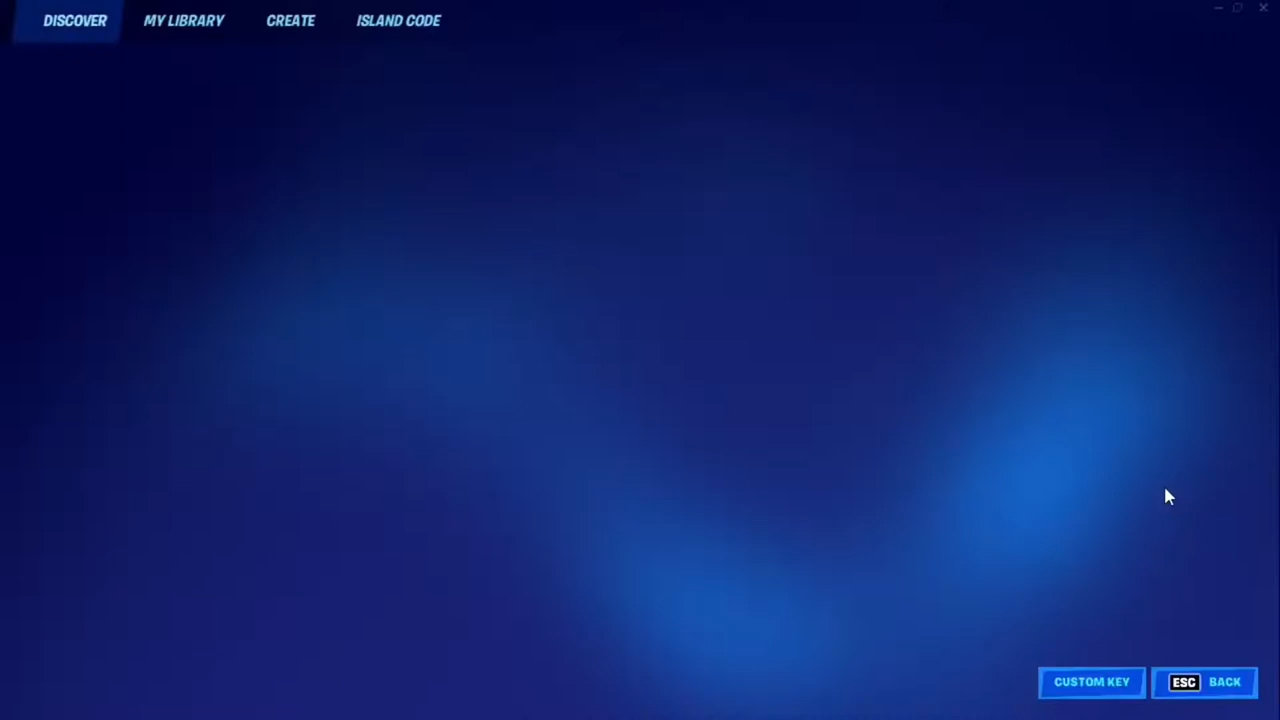 DISCOVER MY LIBRARY CREATE ISLAND CODE
CUSTOM KEY ESC BACK